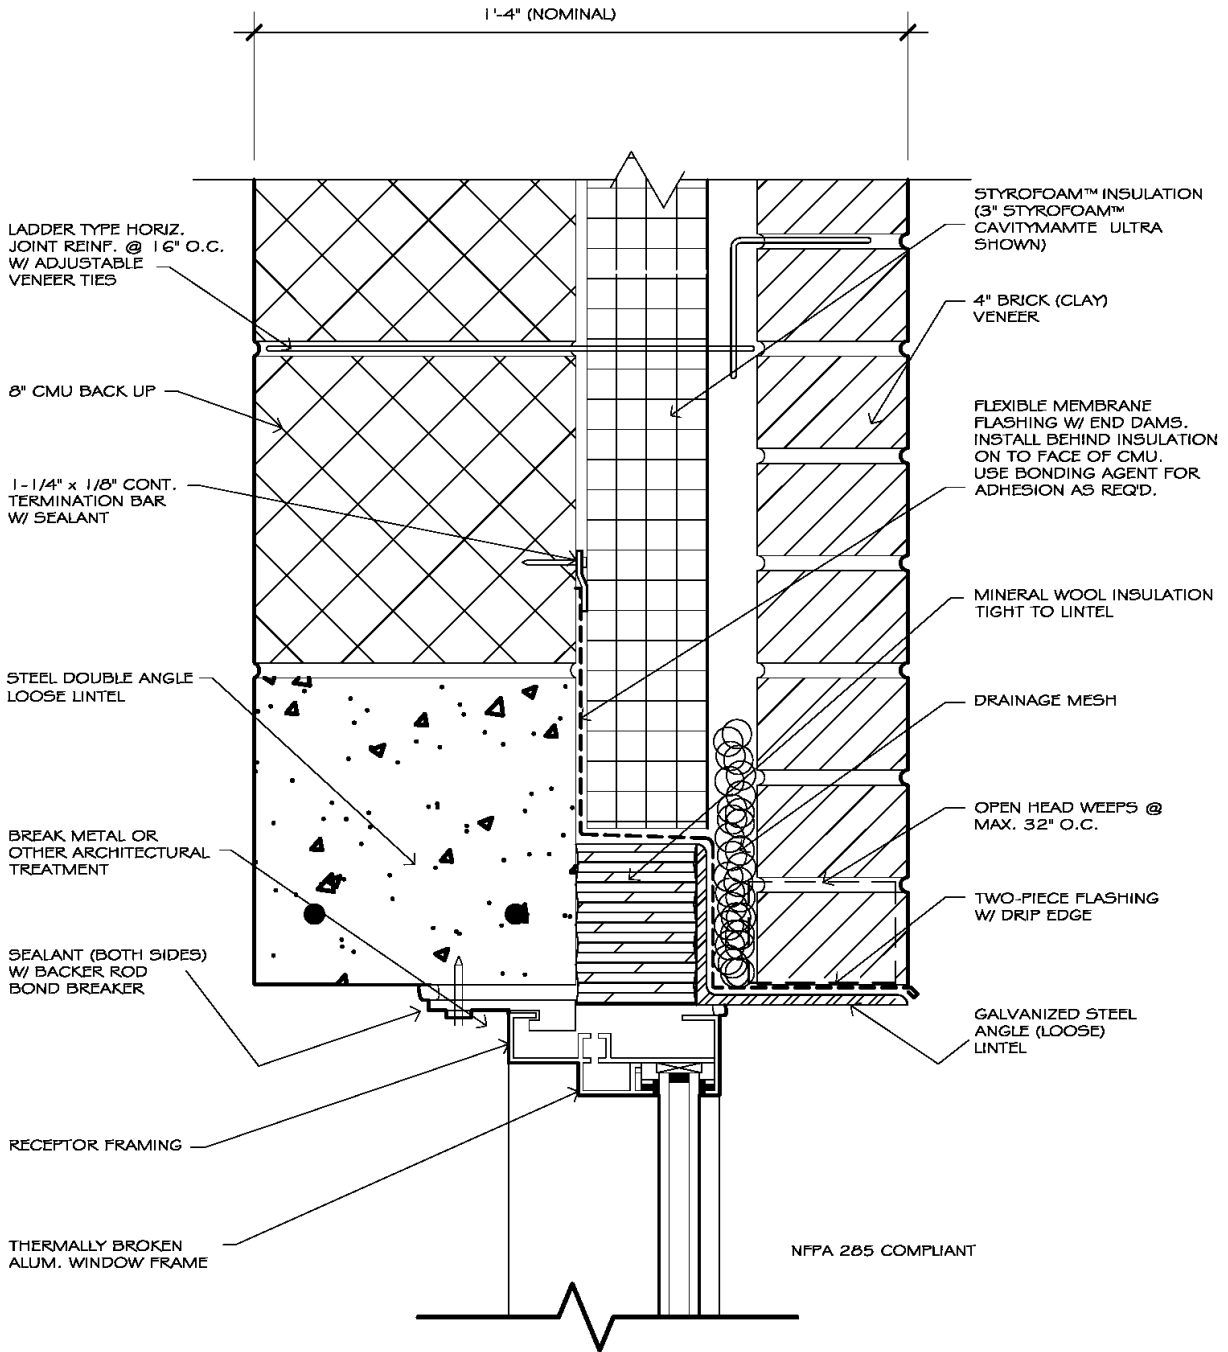 1'-4" (NOMINAL)
LADDER TYPE HORIZ.
JOINT REINF. @ 16" O.C.
W/ ADJUSTABLE
VENEER TIES
8" CMU BACK UP
1-1/4" x 1/8" CONT.
TERMINATION BAR
W/ SEALANT
STEEL DOUBLE ANGLE
LOOSE LINTEL
BREAK METAL OR
OTHER ARCHITECTURAL
TREATMENT
SEALANT (BOTH SIDES)
W/ BACKER ROD
BOND BREAKER
RECEPTOR FRAMING
THERMALLY BROKEN
ALUM. WINDOW FRAME
STYROFOAM™ INSULATION
(3" STYROFOAM™
CAVITYMAMTE ULTRA
SHOWN)
4" BRICK (CLAY)
VENEER
FLEXIBLE MEMBRANE
FLASHING W/ END DAMS.
INSTALL BEHIND INSULATION
ON TO FACE OF CMU.
USE BONDING AGENT FOR
ADHESION AS REQ'D.
MINERAL WOOL INSULATION
TIGHT TO LINTEL
DRAINAGE MESH
OPEN HEAD WEEPS @
MAX. 32" O.C.
TWO-PIECE FLASHING
W/ DRIP EDGE
GALVANIZED STEEL
ANGLE (LOOSE)
LINTEL
NFPA 285 COMPLIANT